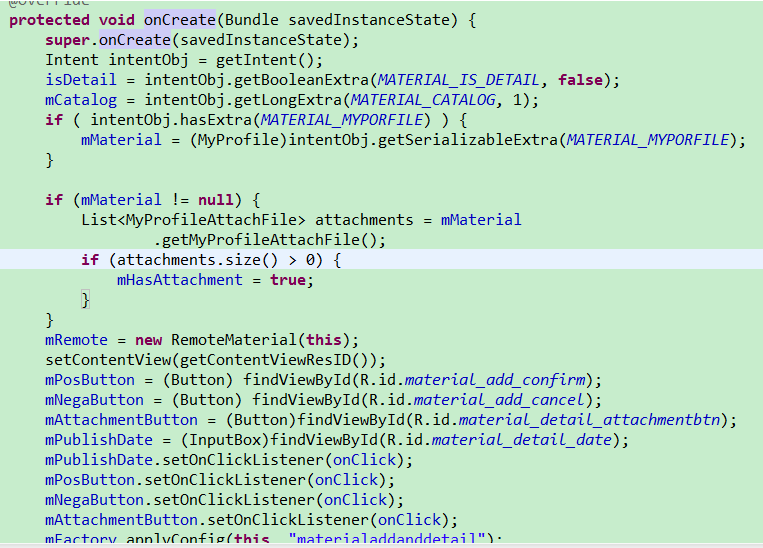 @Override
protected void onCreate(Bundle savedInstanceState) {
super.onCreate(savedInstanceState);
Intent intentObj = getIntent();
isDetail = intentObj.getBooleanExtra(MATERIAL_IS_DETAIL, false);
mCatalog = intentObj.getLongExtra(MATERIAL_CATALOG, 1);
if ( intentObj.hasExtra(MATERIAL_MYPORFILE) ) {
mMaterial = (MyProfile)intentObj.getSerializableExtra(MATERIAL_MYPORFILE);
}
if (mMaterial != null) {
List<MyProfileAttachFile> attachments = mMaterial
.getMyProfileAttachFile();
if (attachments.size() > 0) {
mHasAttachment = true;
}
}
mRemote = new RemoteMaterial(this);
setContentView(getContentViewResID());
mPosButton = (Button) findViewById(R.id.material_add_confirm);
mNegaButton = (Button) findViewById(R.id.material_add_cancel);
mAttachmentButton = (Button)findViewById(R.id.material_detail_attachmentbtn);
mPublishDate = (InputBox)findViewById(R.id.material_detail_date);
mPublishDate.setOnClickListener(onClick);
mPosButton.setOnClickListener(onClick);
mNegaButton.setOnClickListener(onClick);
mAttachmentButton.setOnClickListener(onClick);
mFactory.applyConfig(this, "materialaddanddetail");